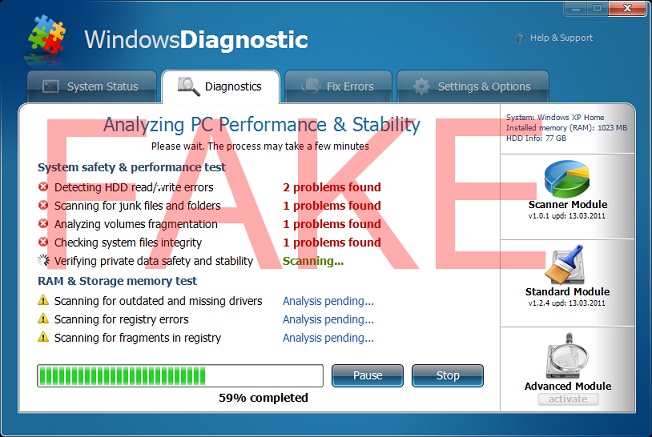 WindowsDiagnostic
Help & Support
System Status
Diagnostics
Fix Errors
Settings & Options
FAKE
Analyzing PC Performance & Stability
Please wait. The process may take a few minutes
System safety & performance test
Detecting HDD read/write errors 2 problems found
Scanning for junk files and folders 1 problems found
Analyzing volumes fragmentation 1 problems found
Checking system files integrity 1 problems found
Verifying private data safety and stability Scanning...
RAM & Storage memory test
Scanning for outdated and missing drivers Analysis pending...
Scanning for registry errors Analysis pending...
Scanning for fragments in registry Analysis pending...
Pause
Stop
59% completed
System: Windows XP Home
Installed memory (RAM): 1023 MB
HDD Info: 77 GB
Scanner Module
v1.0.1 upd: 13.03.2011
Standard Module
v1.2.4 upd: 13.03.2011
Advanced Module
activate